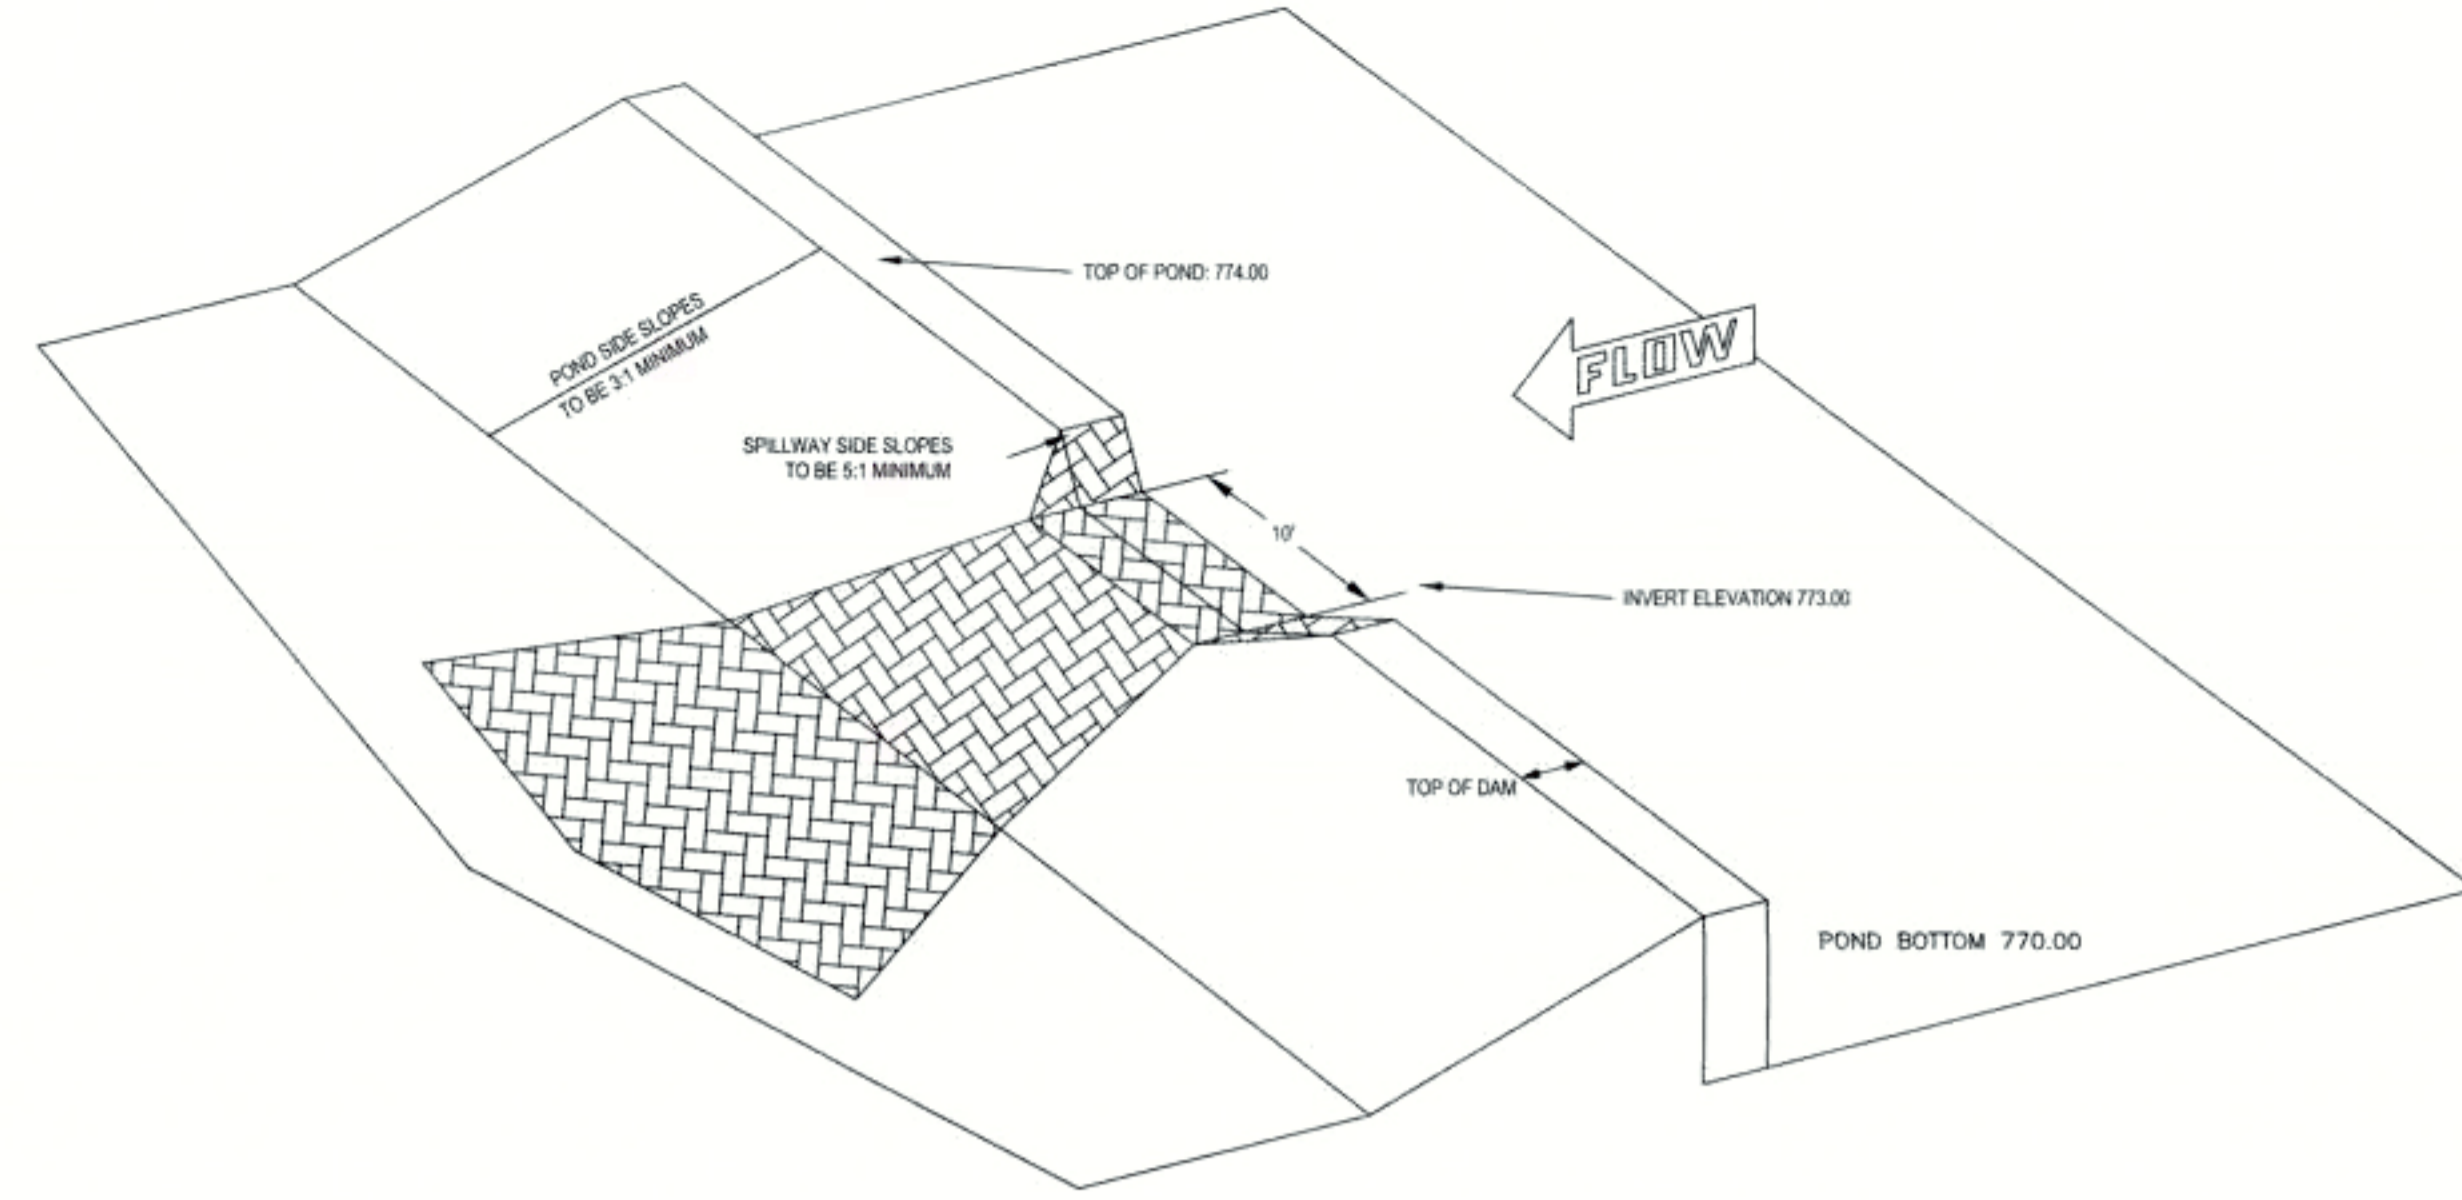 TOP OF POND: 774.00
FLOW
POND SIDE SLOPES
TO BE 3:1 MINIMUM
SPILLWAY SIDE SLOPES
TO BE 5:1 MINIMUM
10'
INVERT ELEVATION 773.00
TOP OF DAM
POND BOTTOM 770.00